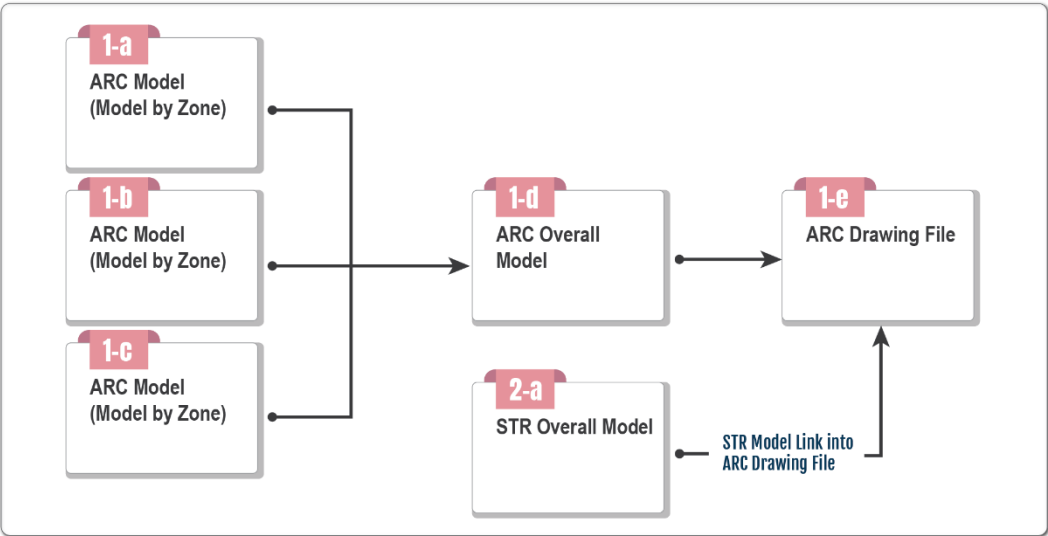 1-a
ARC Model
(Model by Zone)
1-b
ARC Model
(Model by Zone)
1-c
ARC Model
(Model by Zone)
1-d
ARC Overall
Model
1-e
ARC Drawing File
2-a
STR Overall Model
STR Model Link into
ARC Drawing File